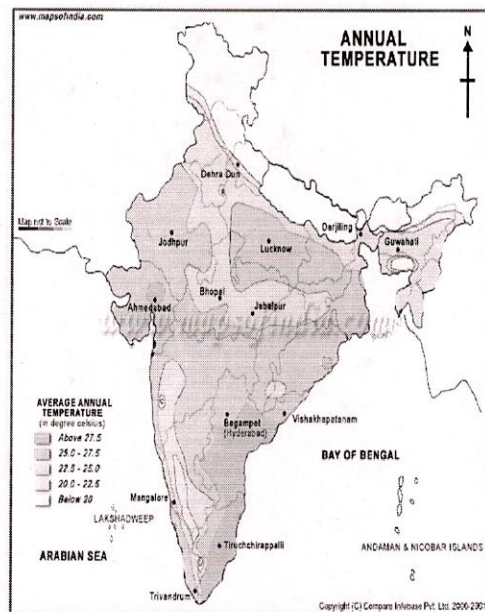 www.mapsofindia.com
ANNUAL
TEMPERATURE
N
Dehra Dun
Map not to Scale
Darjiling
Jodhpur
Lucknow
Guwahati
Bhopal
Jabalpur
Ahmedabad
www.mapsofindia.com
AVERAGE ANNUAL
TEMPERATURE
(in degree celsius)
Above 27.5
25.0 - 27.5
22.5 - 25.0
20.0 - 22.5
Below 20
Begampet
(Hyderabad)
Vishakhapatanam
BAY OF BENGAL
Mangalore
LAKSHADWEEP
ARABIAN SEA
Tiruchchirappalli
ANDAMAN & NICOBAR ISLANDS
Trivandrum
Copyright (C) Compare Infobase Pvt. Ltd. 2000-2001